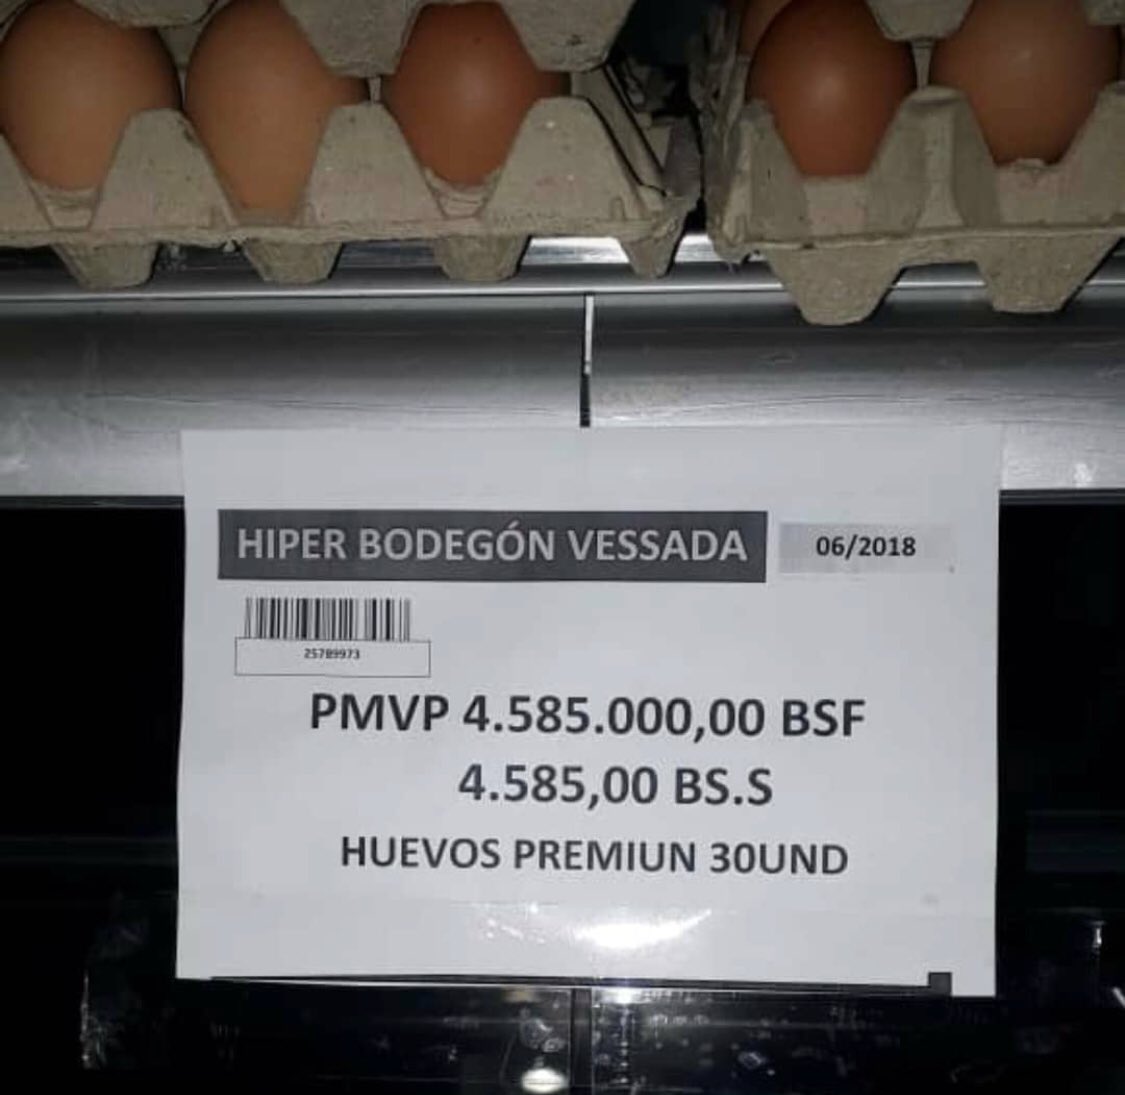 HIPER BODEGÓN VESSADA 06/2018
25789973
PMVP 4.585.000,00 BSF
4.585,00 BS.S
HUEVOS PREMIUN 30UND